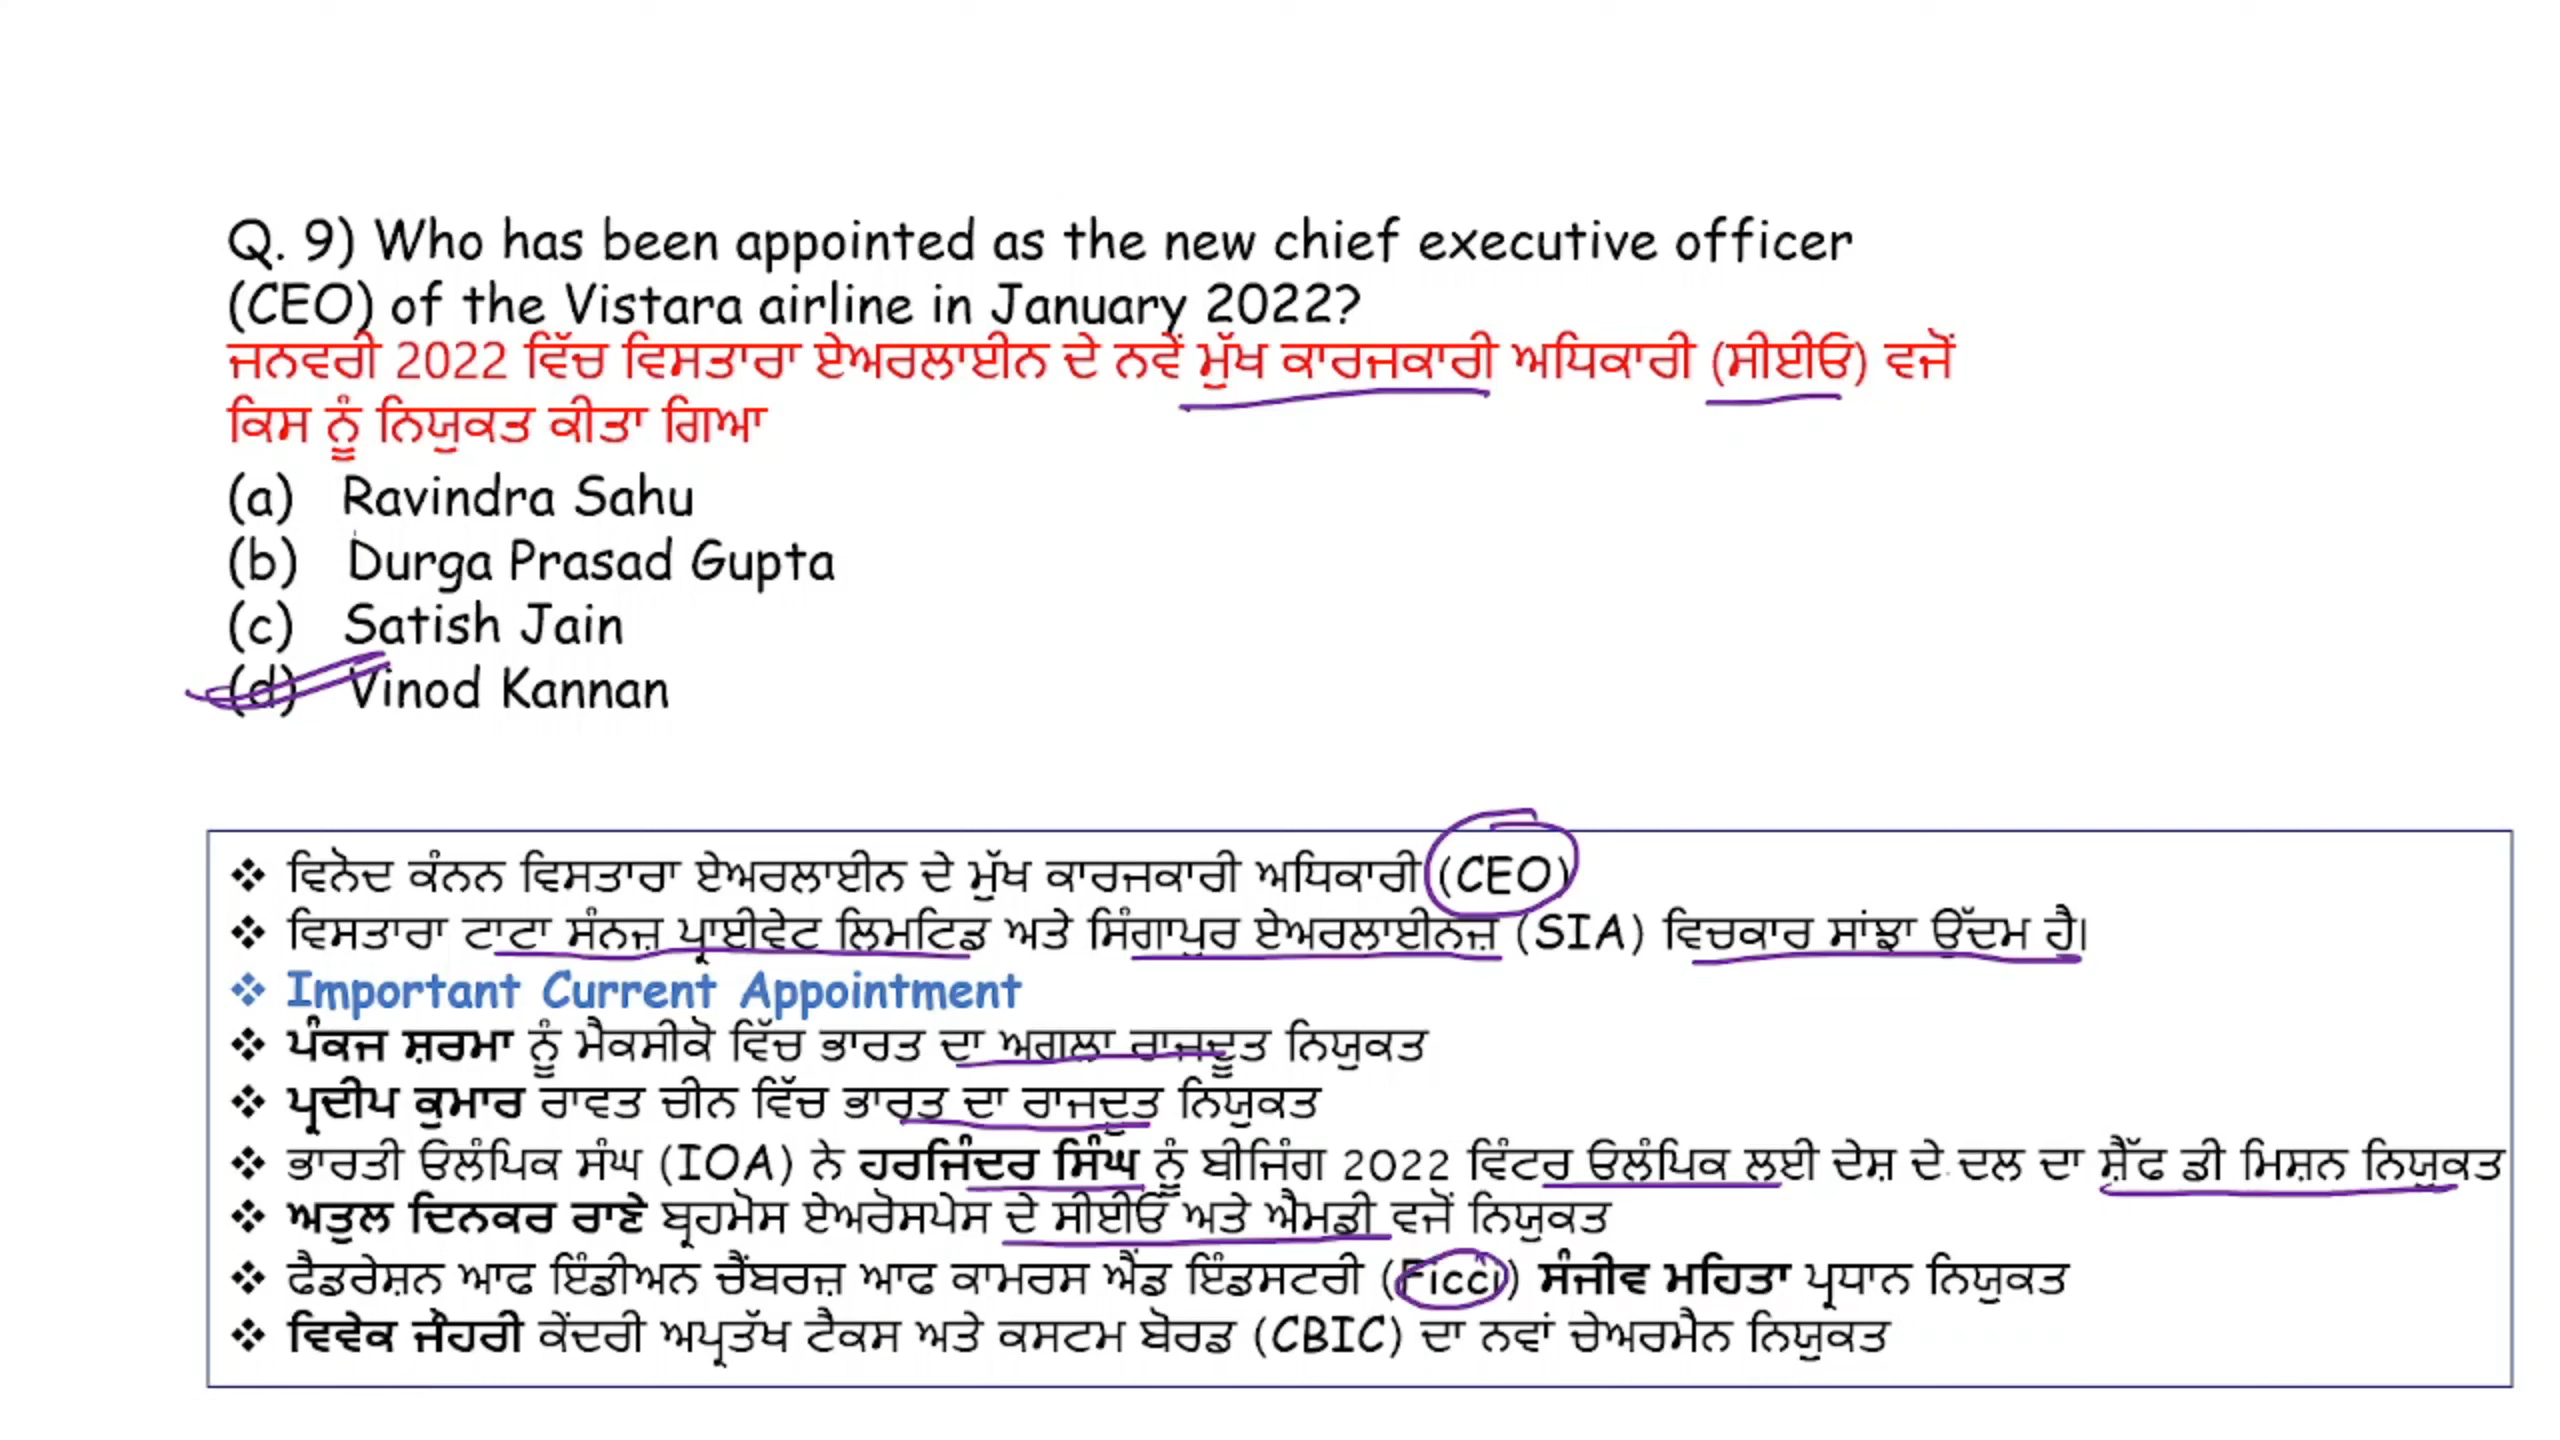 Q. 9) Who has been appointed as the new chief executive officer
(CEO) of the Vistara airline in January 2022?
ਜਨਵਰੀ 2022 ਵਿੱਚ ਵਿਸਤਾਰਾ ਏਅਰਲਾਈਨ ਦੇ ਨਵੇਂ ਮੁੱਖ ਕਾਰਜਕਾਰੀ ਅਧਿਕਾਰੀ (ਸੀਈਓ) ਵਜੋਂ
ਕਿਸ ਨੂੰ ਨਿਯੁਕਤ ਕੀਤਾ ਗਿਆ
(a) Ravindra Sahu
(b) Durga Prasad Gupta
(c) Satish Jain
(d) Vinod Kannan
❖ ਵਿਨੋਦ ਕੰਨਨ ਵਿਸਤਾਰਾ ਏਅਰਲਾਈਨ ਦੇ ਮੁੱਖ ਕਾਰਜਕਾਰੀ ਅਧਿਕਾਰੀ (CEO)
❖ ਵਿਸਤਾਰਾ ਟਾਟਾ ਸੰਨਜ਼ ਪ੍ਰਾਈਵੇਟ ਲਿਮਟਿਡ ਅਤੇ ਸਿੰਗਾਪੁਰ ਏਅਰਲਾਈਨਜ਼ (SIA) ਵਿਚਕਾਰ ਸਾਂਝਾ ਉੱਦਮ ਹੈ।
❖ Important Current Appointment
❖ ਪੰਕਜ ਸ਼ਰਮਾ ਨੂੰ ਮੈਕਸੀਕੋ ਵਿੱਚ ਭਾਰਤ ਦਾ ਅਗਲਾ ਰਾਜਦੂਤ ਨਿਯੁਕਤ
❖ ਪ੍ਰਦੀਪ ਕੁਮਾਰ ਰਾਵਤ ਚੀਨ ਵਿੱਚ ਭਾਰਤ ਦਾ ਰਾਜਦੂਤ ਨਿਯੁਕਤ
❖ ਭਾਰਤੀ ਓਲੰਪਿਕ ਸੰਘ (IOA) ਨੇ ਹਰਜਿੰਦਰ ਸਿੰਘ ਨੂੰ ਬੀਜਿੰਗ 2022 ਵਿੰਟਰ ਓਲੰਪਿਕ ਲਈ ਦੇਸ਼ ਦੇ ਦਲ ਦਾ ਸ਼ੈੱਫ ਡੀ ਮਿਸ਼ਨ ਨਿਯੁਕਤ
❖ ਅਤੁਲ ਦਿਨਕਰ ਰਾਣੇ ਬ੍ਰਹਮੋਸ ਏਅਰੋਸਪੇਸ ਦੇ ਸੀਈਓ ਅਤੇ ਐਮਡੀ ਵਜੋਂ ਨਿਯੁਕਤ
❖ ਫੈਡਰੇਸ਼ਨ ਆਫ ਇੰਡੀਅਨ ਚੈਂਬਰਜ਼ ਆਫ ਕਾਮਰਸ ਐਂਡ ਇੰਡਸਟਰੀ (Ficci) ਸੰਜੀਵ ਮਹਿਤਾ ਪ੍ਰਧਾਨ ਨਿਯੁਕਤ
❖ ਵਿਵੇਕ ਜੌਹਰੀ ਕੇਂਦਰੀ ਅਪ੍ਰਤੱਖ ਟੈਕਸ ਅਤੇ ਕਸਟਮ ਬੋਰਡ (CBIC) ਦਾ ਨਵਾਂ ਚੇਅਰਮੈਨ ਨਿਯੁਕਤ